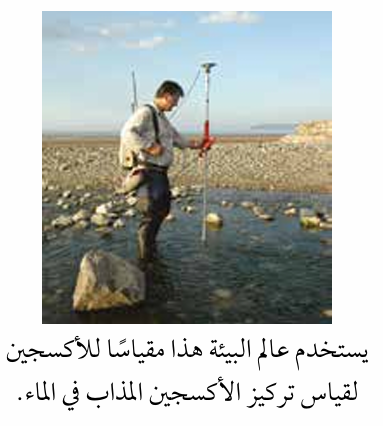 يستخدم عالم البيئة هذا مقياسًا للأكسجين
لقياس تركيز الأكسجين المذاب في الماء.